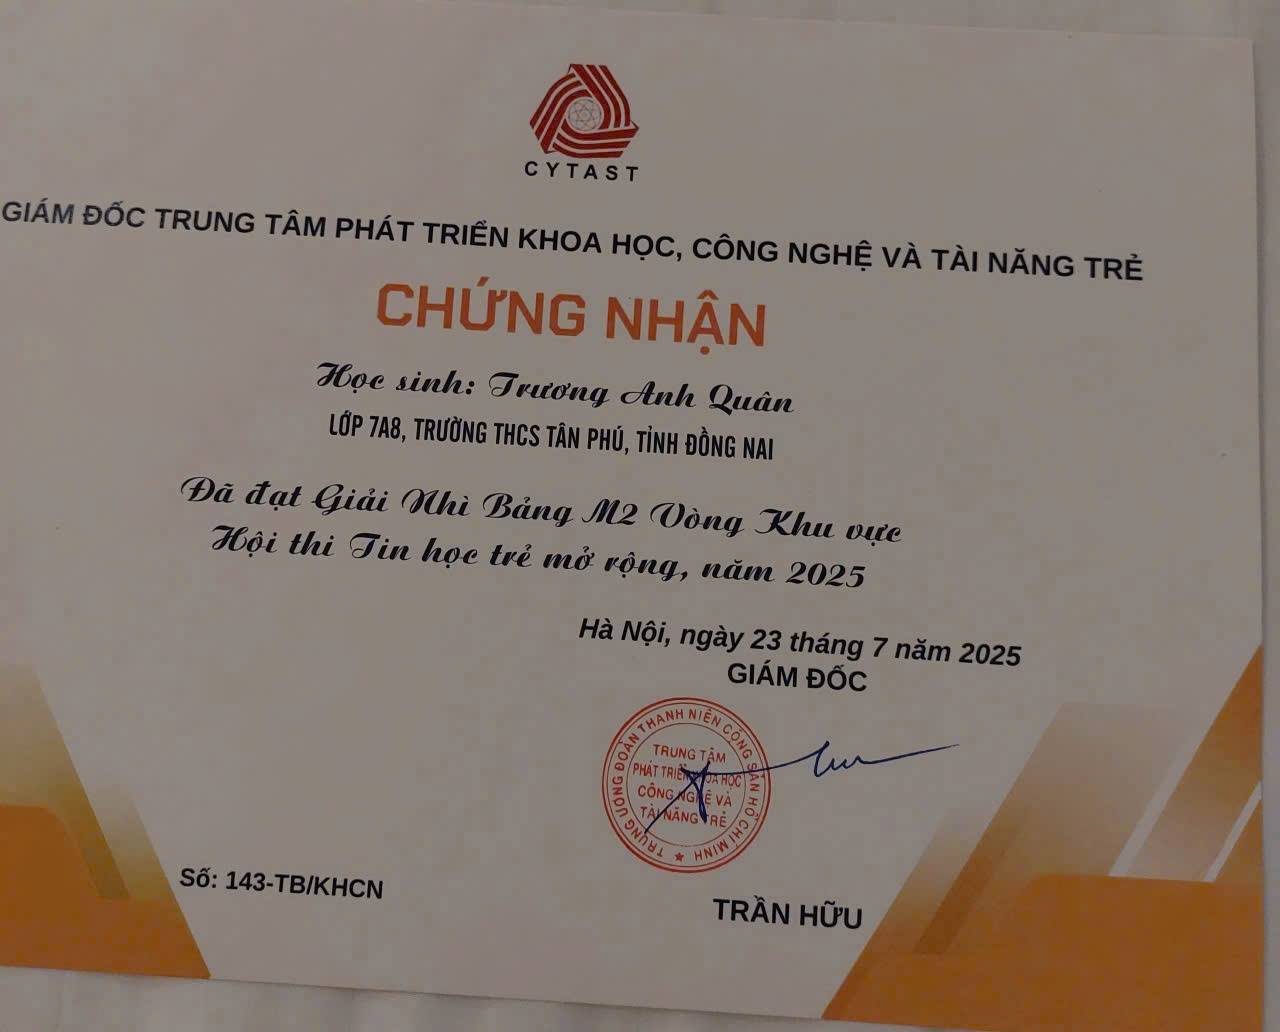 CYTAST
GIÁM ĐỐC TRUNG TÂM PHÁT TRIỂN KHOA HỌC, CÔNG NGHỆ VÀ TÀI NĂNG TRẺ
CHỨNG NHẬN
Học sinh: Trương Anh Quân
LỚP 7A8, TRƯỜNG THCS TÂN PHÚ, TỈNH ĐỒNG NAI
Đã đạt Giải Nhì Bảng M2 Vòng Khu vực
Hội thi Tin học trẻ mở rộng, năm 2025
Hà Nội, ngày 23 tháng 7 năm 2025
GIÁM ĐỐC
TRUNG ƯƠNG ĐOÀN THANH NIÊN CỘNG SẢN HỒ CHÍ MINH
TRUNG TÂM
PHÁT TRIỂN KHOA HỌC
CÔNG NGHỆ VÀ
TÀI NĂNG TRẺ
Số: 143-TB/KHCN
TRẦN HỮU